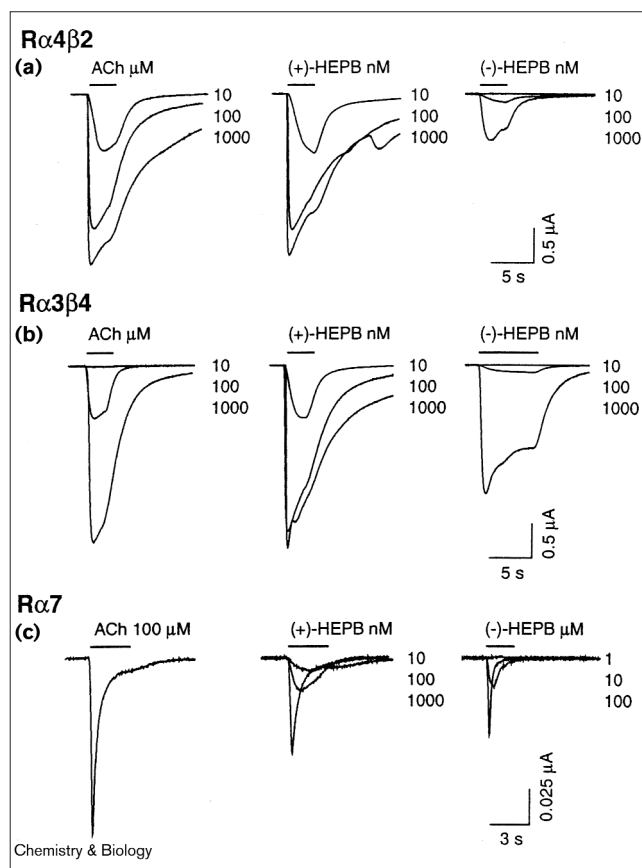 Rα4β2
(a) ACh μM (+)-HEPB nM (-)-HEPB nM
10 10 10
100 100 100
1000 1000 1000
0.5 μA
5 s
Rα3β4
(b) ACh μM (+)-HEPB nM (-)-HEPB nM
10 10 10
100 100 100
1000 1000 1000
0.5 μA
5 s
Rα7
(c) ACh 100 μM (+)-HEPB nM (-)-HEPB μM
10 1
100 10
1000 100
0.025 μA
3 s
Chemistry & Biology